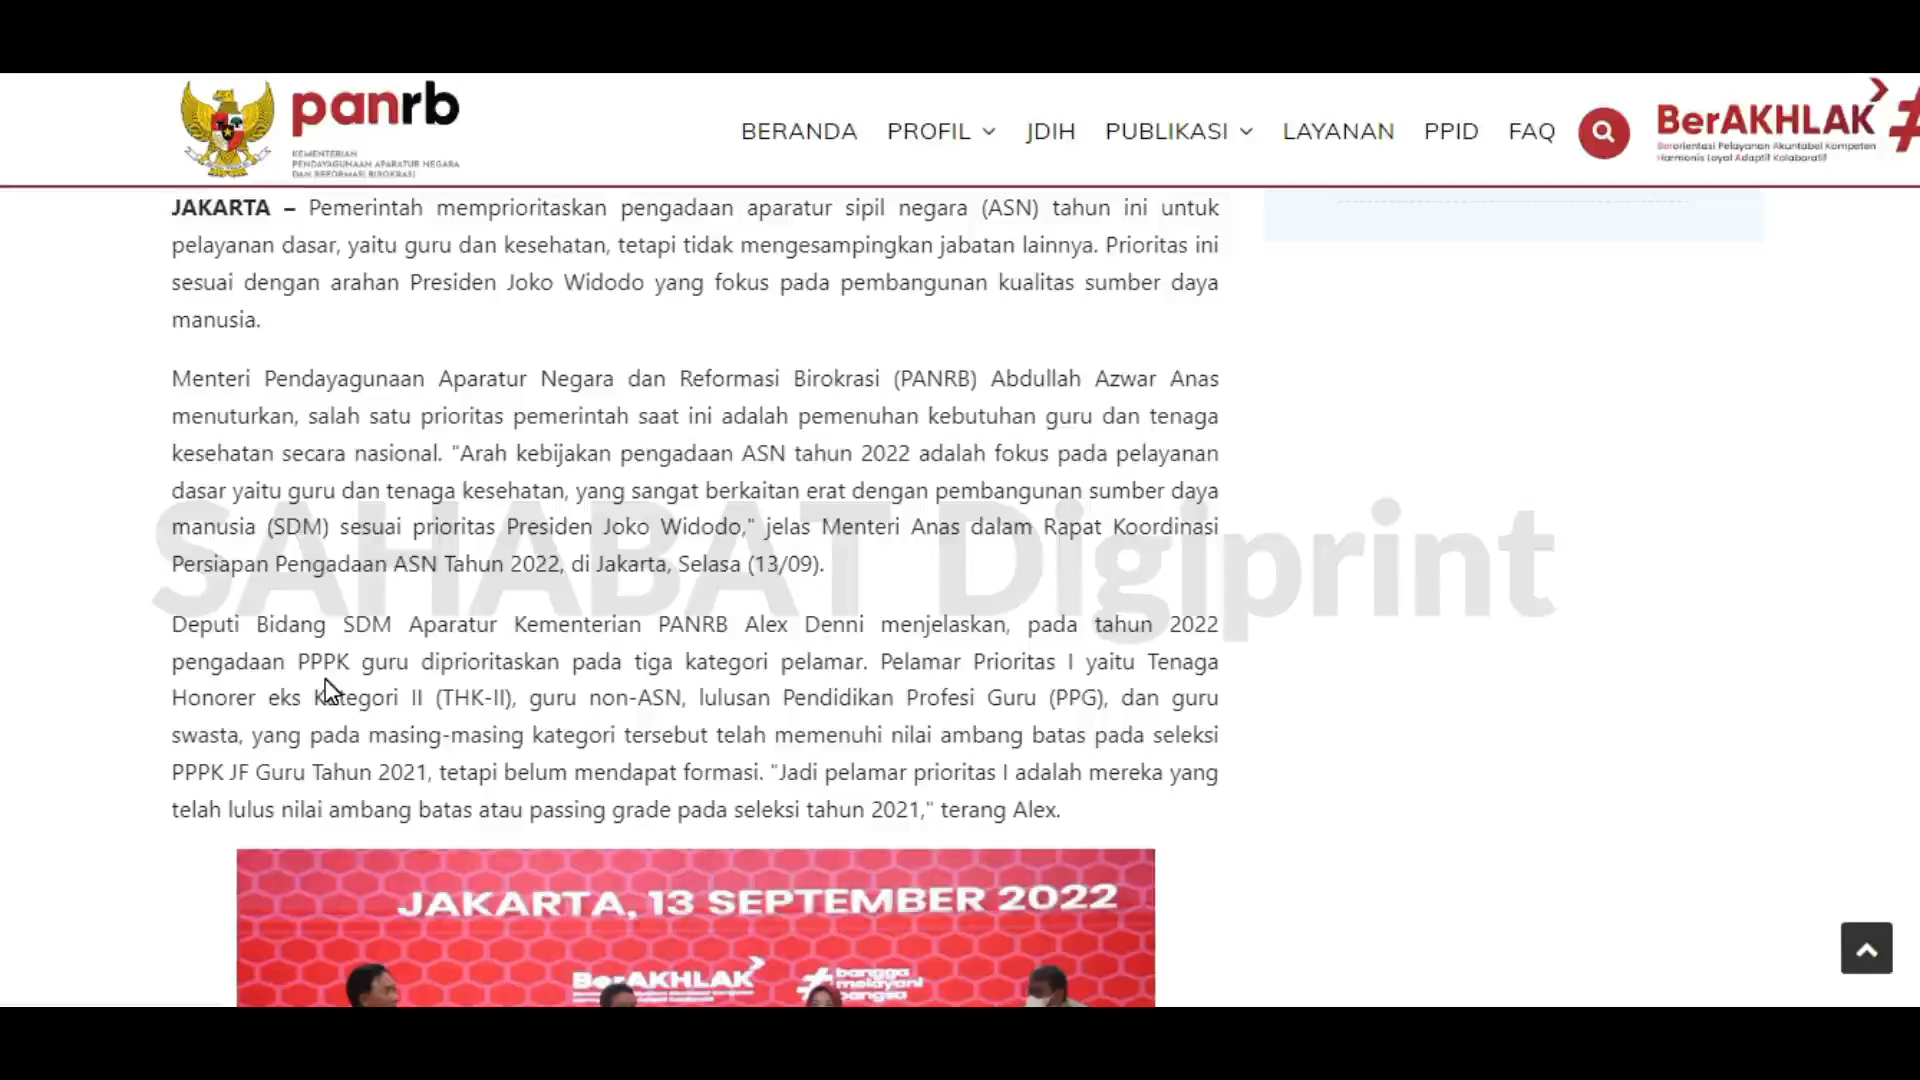 panrb
KEMENTERIAN
PENDAYAGUNAAN APARATUR NEGARA
DAN REFORMASI BIROKRASI
BERANDA PROFIL JDIH PUBLIKASI LAYANAN PPID FAQ
BerAKHLAK #
Berorientasi Pelayanan Akuntabel Kompeten
Harmonis Loyal Adaptif Kolaboratif
JAKARTA – Pemerintah memprioritaskan pengadaan aparatur sipil negara (ASN) tahun ini untuk
pelayanan dasar, yaitu guru dan kesehatan, tetapi tidak mengesampingkan jabatan lainnya. Prioritas ini
sesuai dengan arahan Presiden Joko Widodo yang fokus pada pembangunan kualitas sumber daya
manusia.
Menteri Pendayagunaan Aparatur Negara dan Reformasi Birokrasi (PANRB) Abdullah Azwar Anas
menuturkan, salah satu prioritas pemerintah saat ini adalah pemenuhan kebutuhan guru dan tenaga
kesehatan secara nasional. "Arah kebijakan pengadaan ASN tahun 2022 adalah fokus pada pelayanan
dasar yaitu guru dan tenaga kesehatan, yang sangat berkaitan erat dengan pembangunan sumber daya
manusia (SDM) sesuai prioritas Presiden Joko Widodo," jelas Menteri Anas dalam Rapat Koordinasi
Persiapan Pengadaan ASN Tahun 2022, di Jakarta, Selasa (13/09).
SAHABAT Digiprint
Deputi Bidang SDM Aparatur Kementerian PANRB Alex Denni menjelaskan, pada tahun 2022
pengadaan PPPK guru diprioritaskan pada tiga kategori pelamar. Pelamar Prioritas I yaitu Tenaga
Honorer eks Kategori II (THK-II), guru non-ASN, lulusan Pendidikan Profesi Guru (PPG), dan guru
swasta, yang pada masing-masing kategori tersebut telah memenuhi nilai ambang batas pada seleksi
PPPK JF Guru Tahun 2021, tetapi belum mendapat formasi. "Jadi pelamar prioritas I adalah mereka yang
telah lulus nilai ambang batas atau passing grade pada seleksi tahun 2021," terang Alex.
JAKARTA, 13 SEPTEMBER 2022
BerAKHLAK #bangga
melayani
bangsa